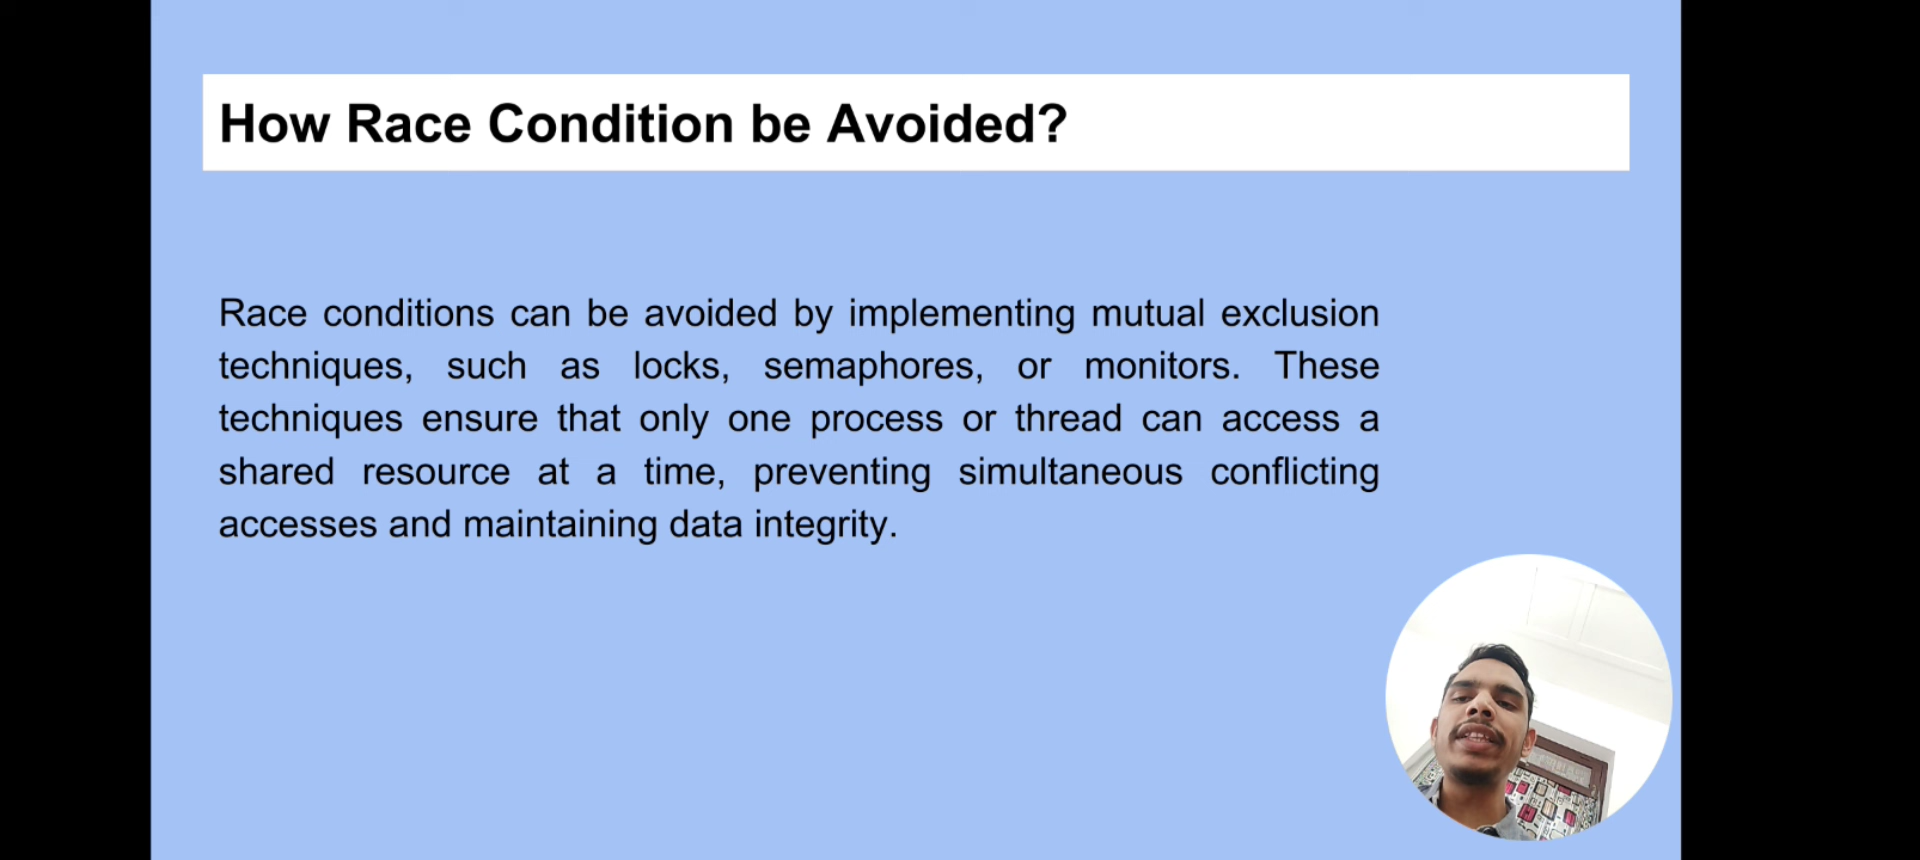 How Race Condition be Avoided?
Race conditions can be avoided by implementing mutual exclusion
techniques, such as locks, semaphores, or monitors. These
techniques ensure that only one process or thread can access a
shared resource at a time, preventing simultaneous conflicting
accesses and maintaining data integrity.